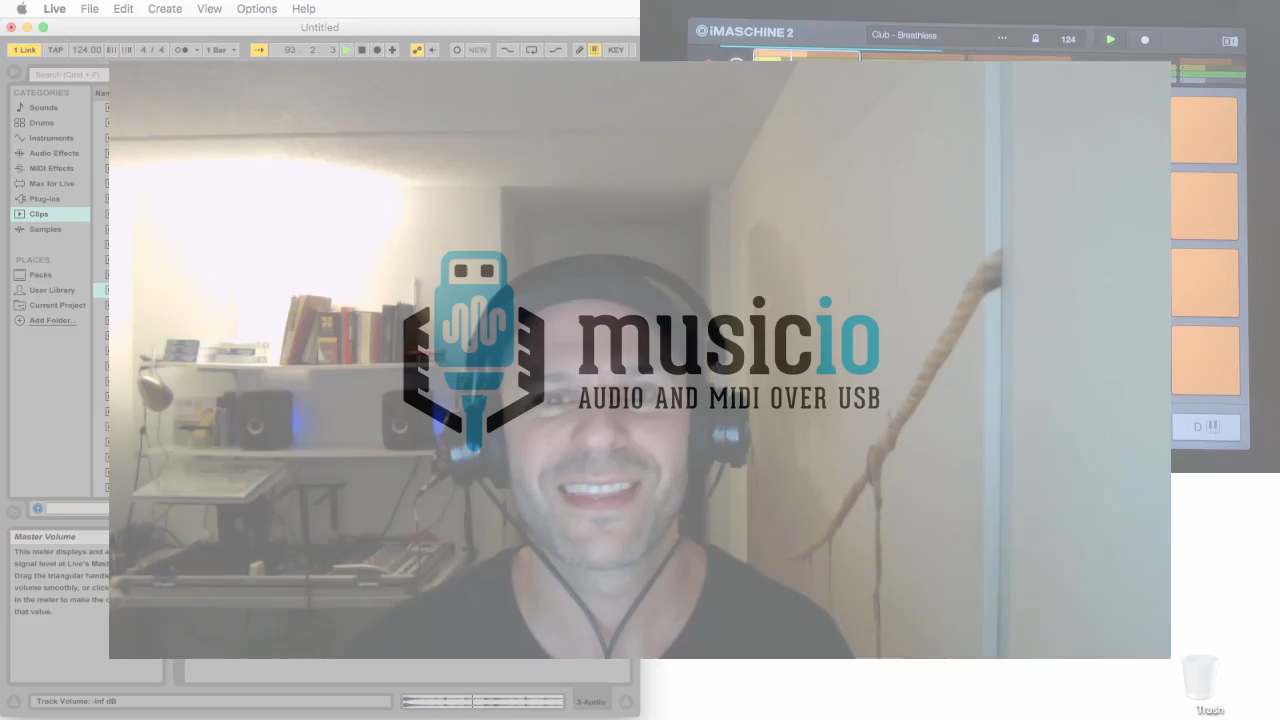 Live File Edit Create View Options Help
Untitled
1 Link TAP 124.00 4 / 4 1 Bar 93. 2. 3 NEW KEY
iMASCHINE 2 Club - Breathless ... 124
Search (Cmd + F)
CATEGORIES
Sounds
Drums
Instruments
Audio Effects
MIDI Effects
Max for Live
Plug-ins
Clips
Samples
PLACES
Packs
User Library
Current Project
Add Folder...
musicio
AUDIO AND MIDI OVER USB
D
Master Volume
This meter displays and a
signal level at Live's Mast
Drag the triangular handle
volume smoothly, or click
in the meter to make the c
that value.
Track Volume: -inf dB
3-Audio
Trash